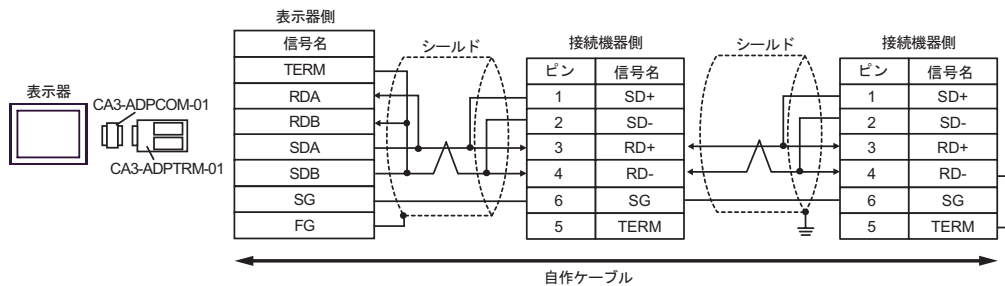 表示器
CA3-ADPCOM-01
CA3-ADPTRM-01
表示器側
信号名
TERM
RDA
RDB
SDA
SDB
SG
FG
シールド
接続機器側
ピン 信号名
1 SD+
2 SD-
3 RD+
4 RD-
6 SG
5 TERM
シールド
接続機器側
ピン 信号名
1 SD+
2 SD-
3 RD+
4 RD-
6 SG
5 TERM
自作ケーブル